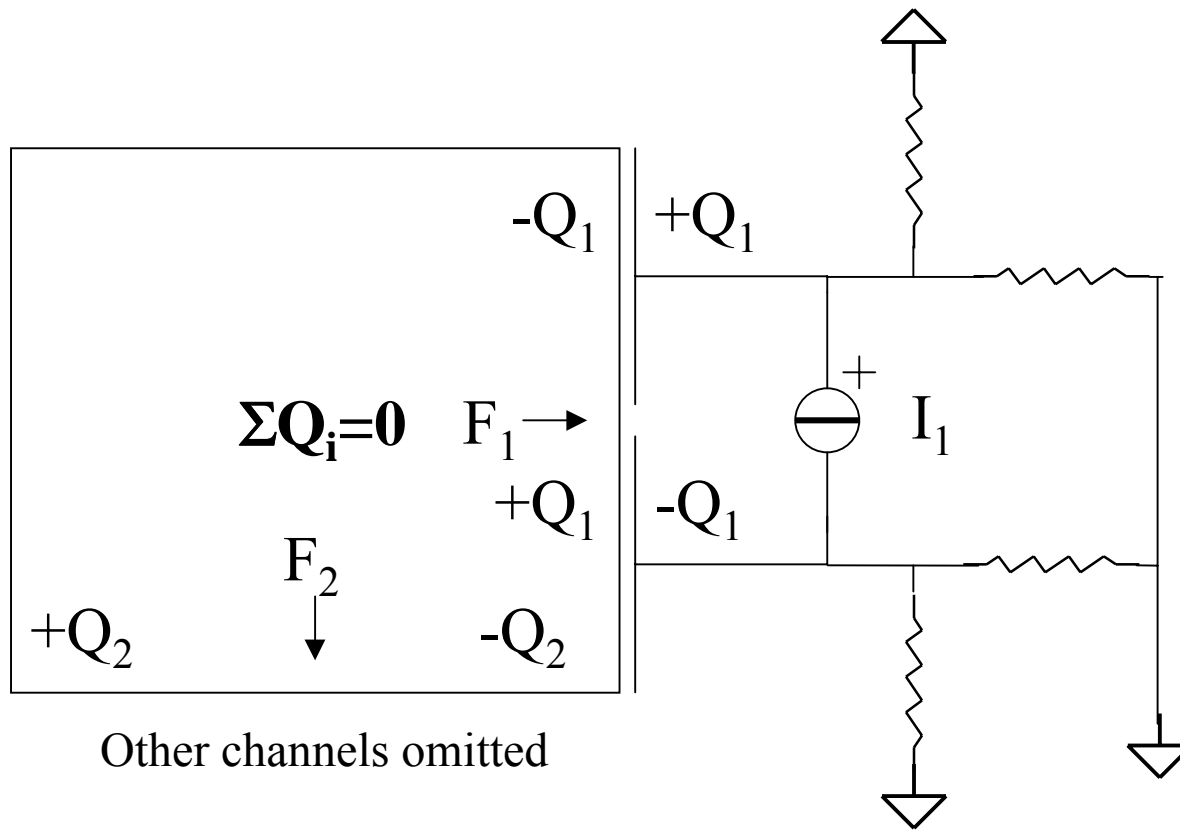 -Q₁ +Q₁
+
ΣQᵢ=0 F₁ I₁
+Q₁ -Q₁
F₂
+Q₂ -Q₂
Other channels omitted